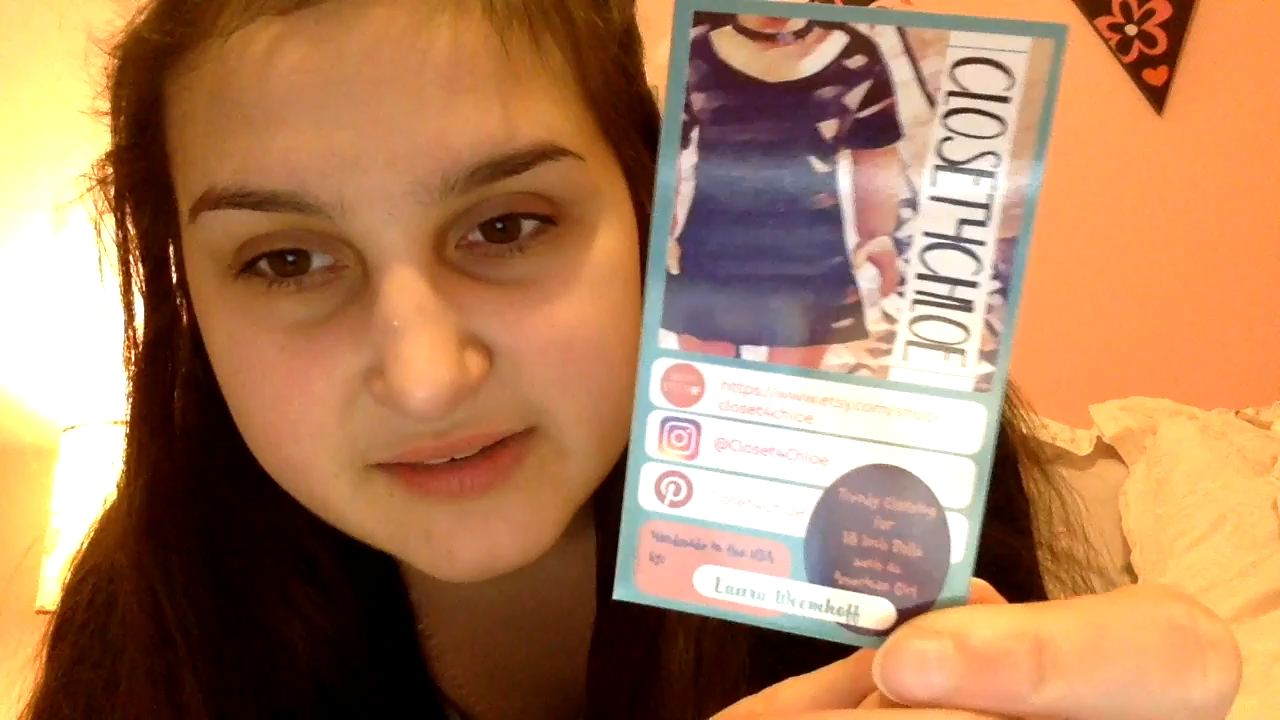 ClOSET4CHlOE
https://www.etsy.com/shop/
closet4chloe
@Closet4Chloe
closet4chloe
Trendy Clothing
for
18 Inch Dolls
such as
American Girl
Handmade in the USA
by:
Laura Weemhoff